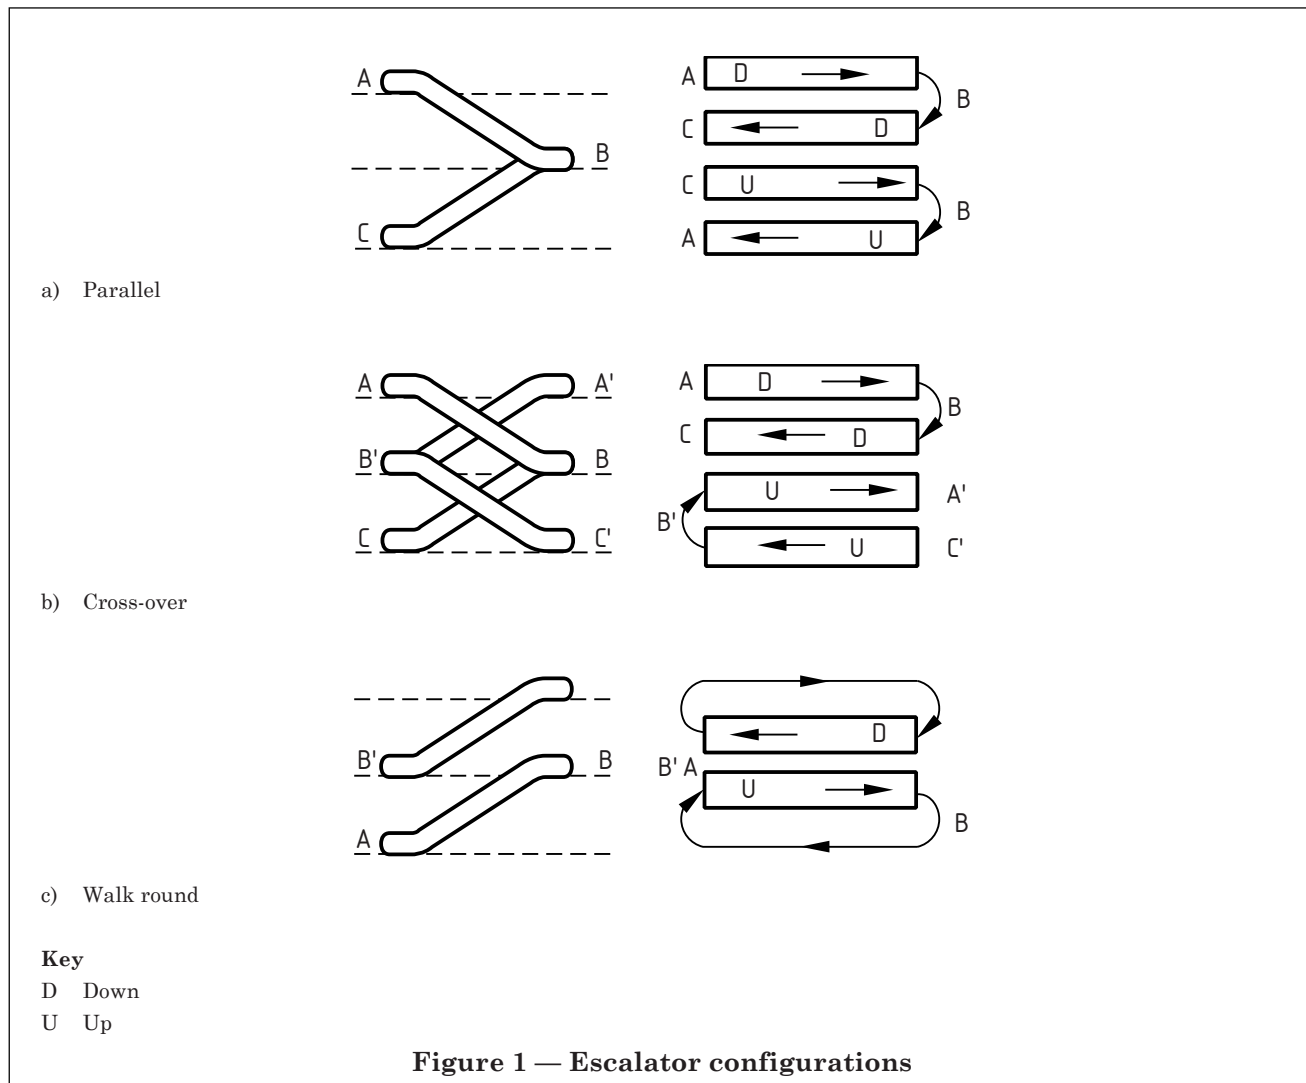 A
B
C
A D
B
C D
C U
B
A U
a) Parallel
A A'
B' B
C C'
A D
B
C D
U A'
B'
U C'
b) Cross-over
B' B
A
D
B' A
U
B
c) Walk round
Key
D Down
U Up
Figure 1 — Escalator configurations